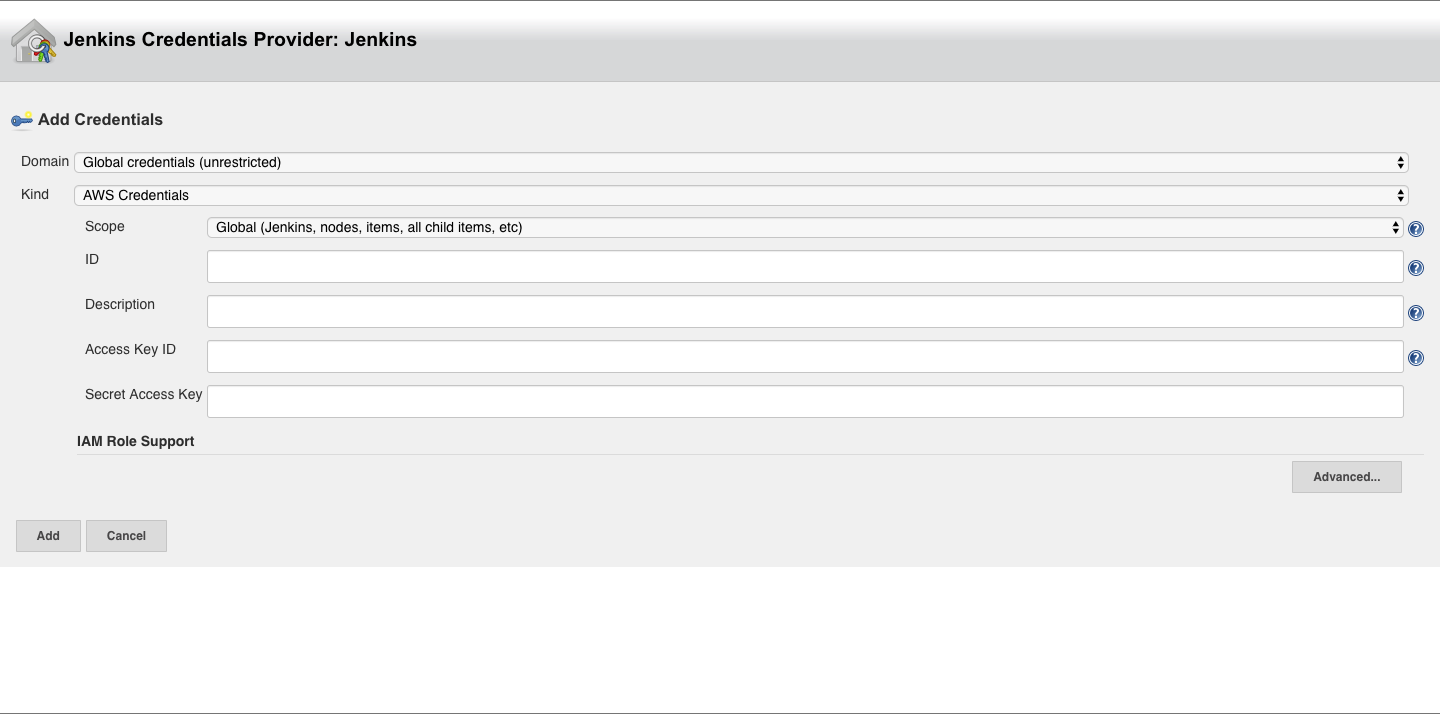 Jenkins Credentials Provider: Jenkins
Add Credentials
Domain Global credentials (unrestricted)
Kind AWS Credentials
Scope Global (Jenkins, nodes, items, all child items, etc)
ID
Description
Access Key ID
Secret Access Key
IAM Role Support
Advanced...
Add Cancel